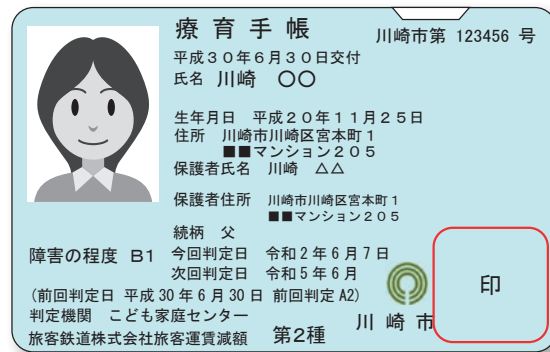 療育手帳
川崎市第 123456 号
平成３０年６月３０日交付
氏名 川崎 〇〇
生年月日 平成２０年１１月２５日
住所 川崎市川崎区宮本町１
■■マンション２０５
保護者氏名 川崎 △△
保護者住所 川崎市川崎区宮本町１
■■マンション２０５
続柄 父
障害の程度 B1 今回判定日 令和２年６月７日
次回判定日 令和５年６月
(前回判定日 平成 30 年 6 月 30 日 前回判定 A2)
判定機関 こども家庭センター
川崎市
印
旅客鉄道株式会社旅客運賃減額 第２種